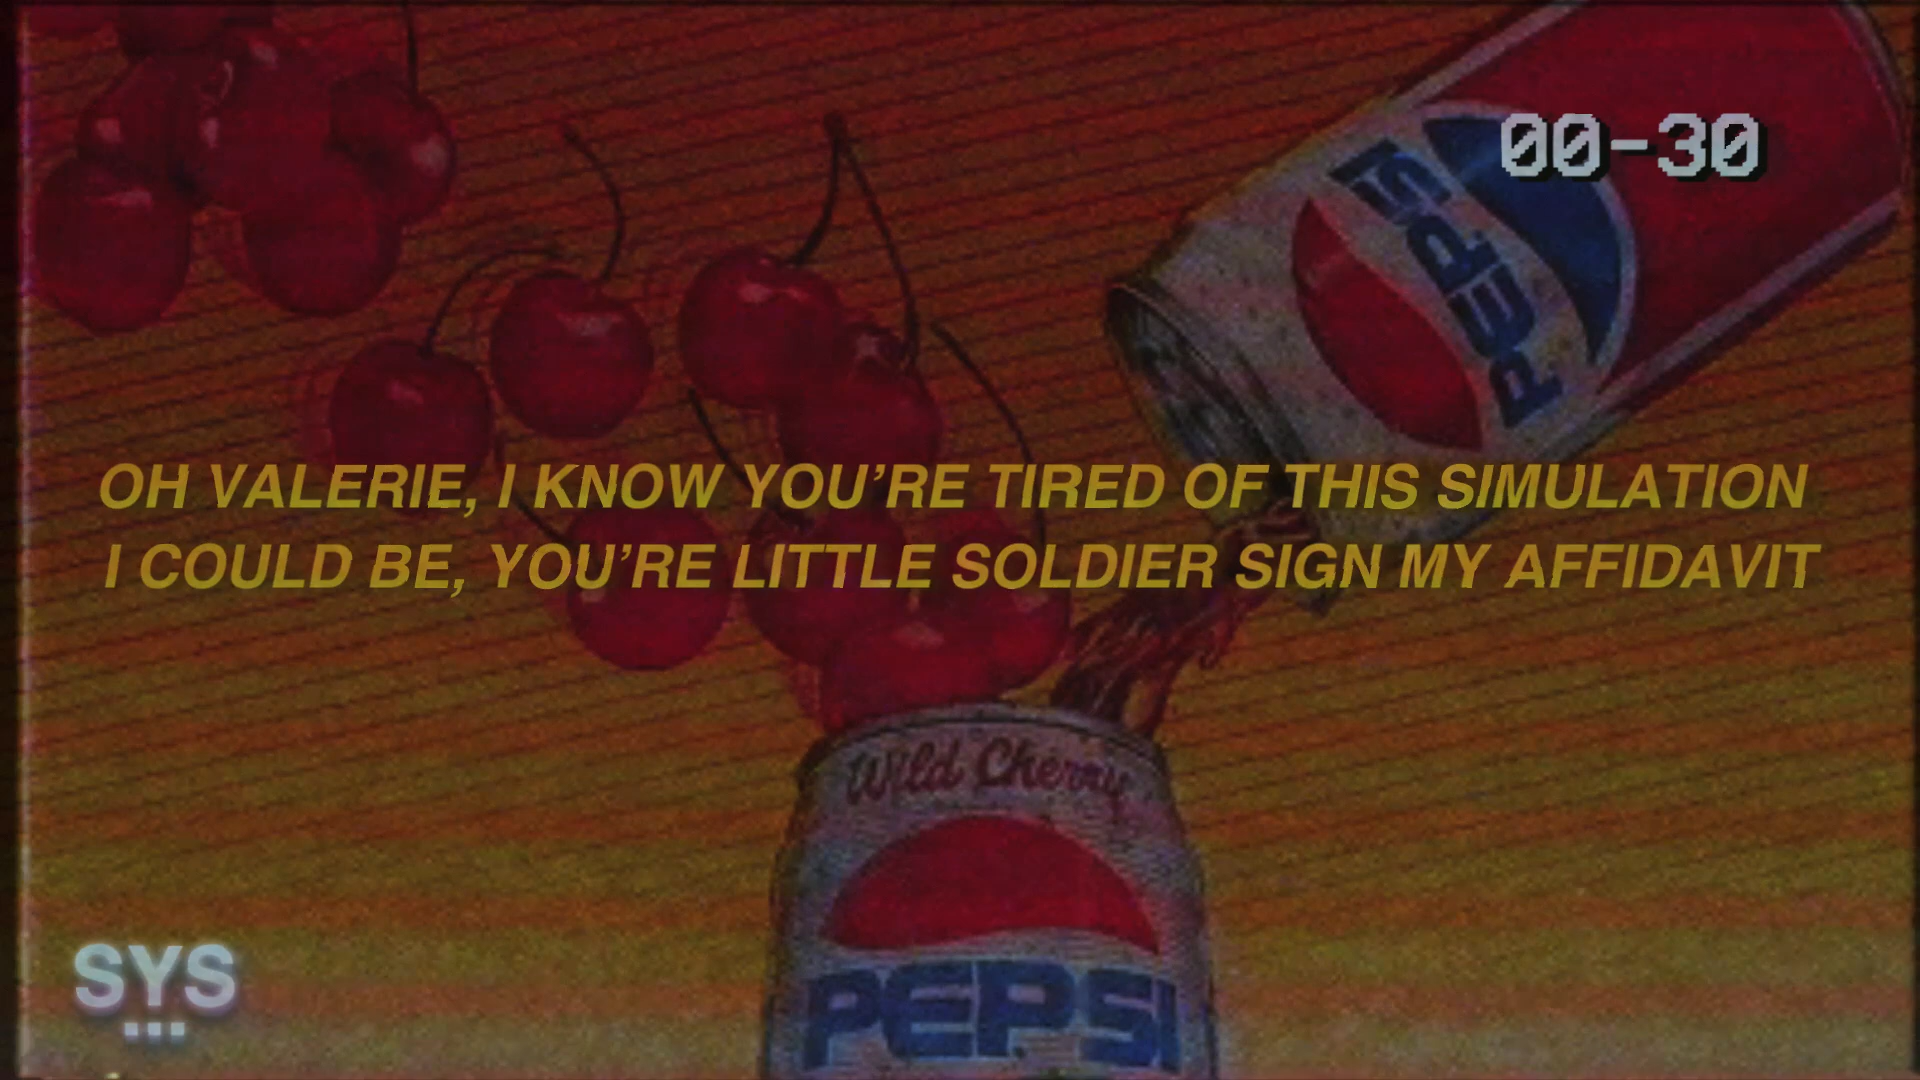 00-30
PEPSI
OH VALERIE, I KNOW YOU’RE TIRED OF THIS SIMULATION
I COULD BE, YOU’RE LITTLE SOLDIER SIGN MY AFFIDAVIT
Wild Cherry
PEPSI
SYS
...